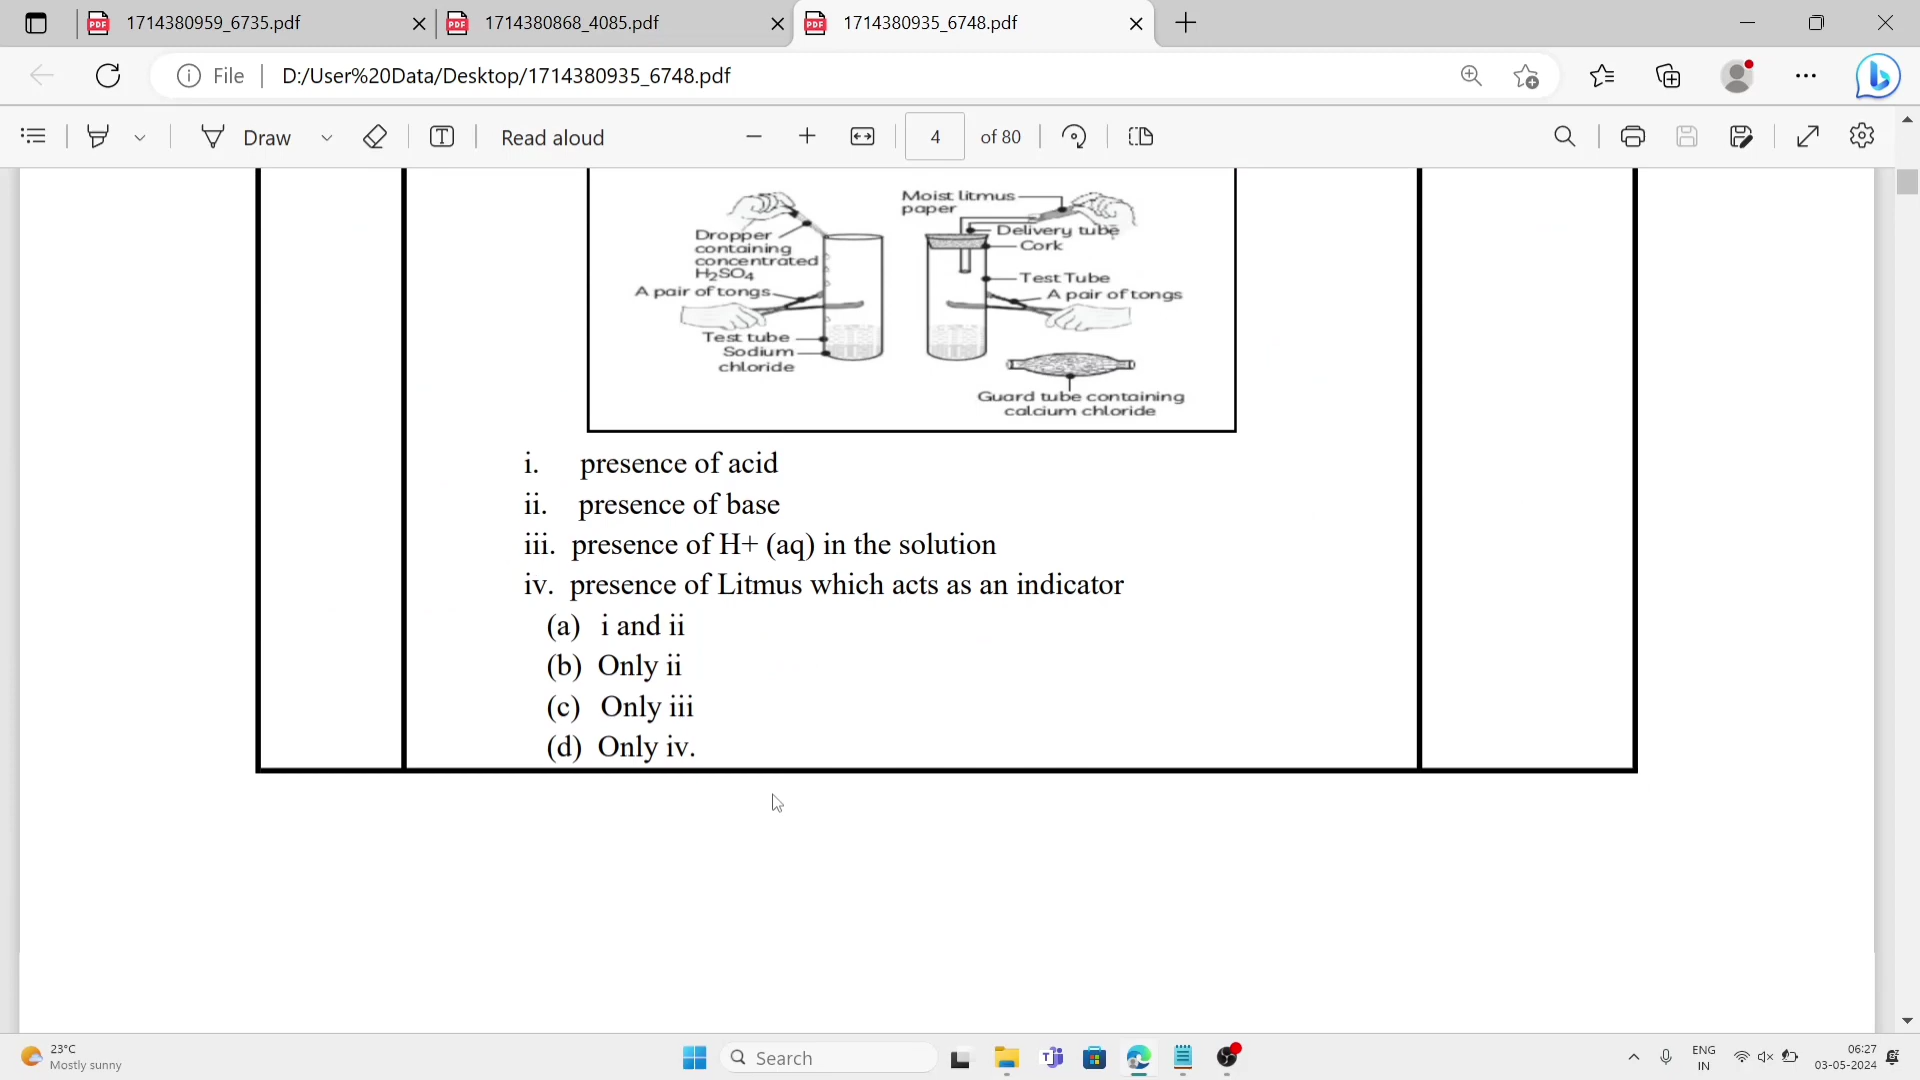 1714380959_6735.pdf
1714380868_4085.pdf
1714380935_6748.pdf
File
D:/User%20Data/Desktop/1714380935_6748.pdf
Draw
Read aloud
4
of 80
Moist litmus
paper
Dropper
containing
concentrated
H₂SO₄
Delivery tube
Cork
Test Tube
A pair of tongs
A pair of tongs
Test tube
Sodium
chloride
Guard tube containing
calcium chloride
i. presence of acid
ii. presence of base
iii. presence of H+ (aq) in the solution
iv. presence of Litmus which acts as an indicator
(a) i and ii
(b) Only ii
(c) Only iii
(d) Only iv.
23°C
Mostly sunny
Search
ENG
IN
06:27
03-05-2024